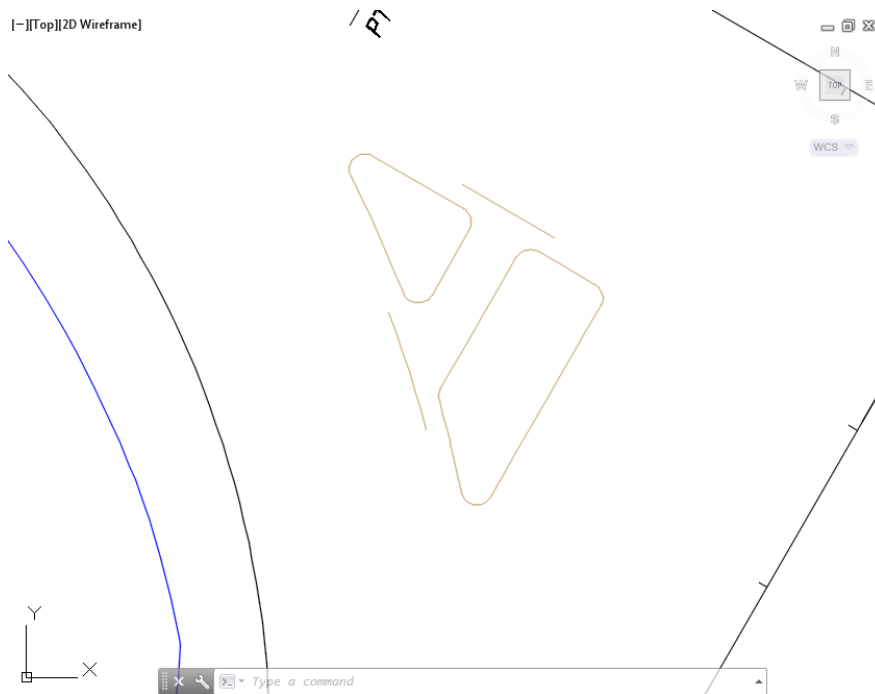 [−][Top][2D Wireframe]
N
W
TOP
E
S
WCS
Y
X
Type a command